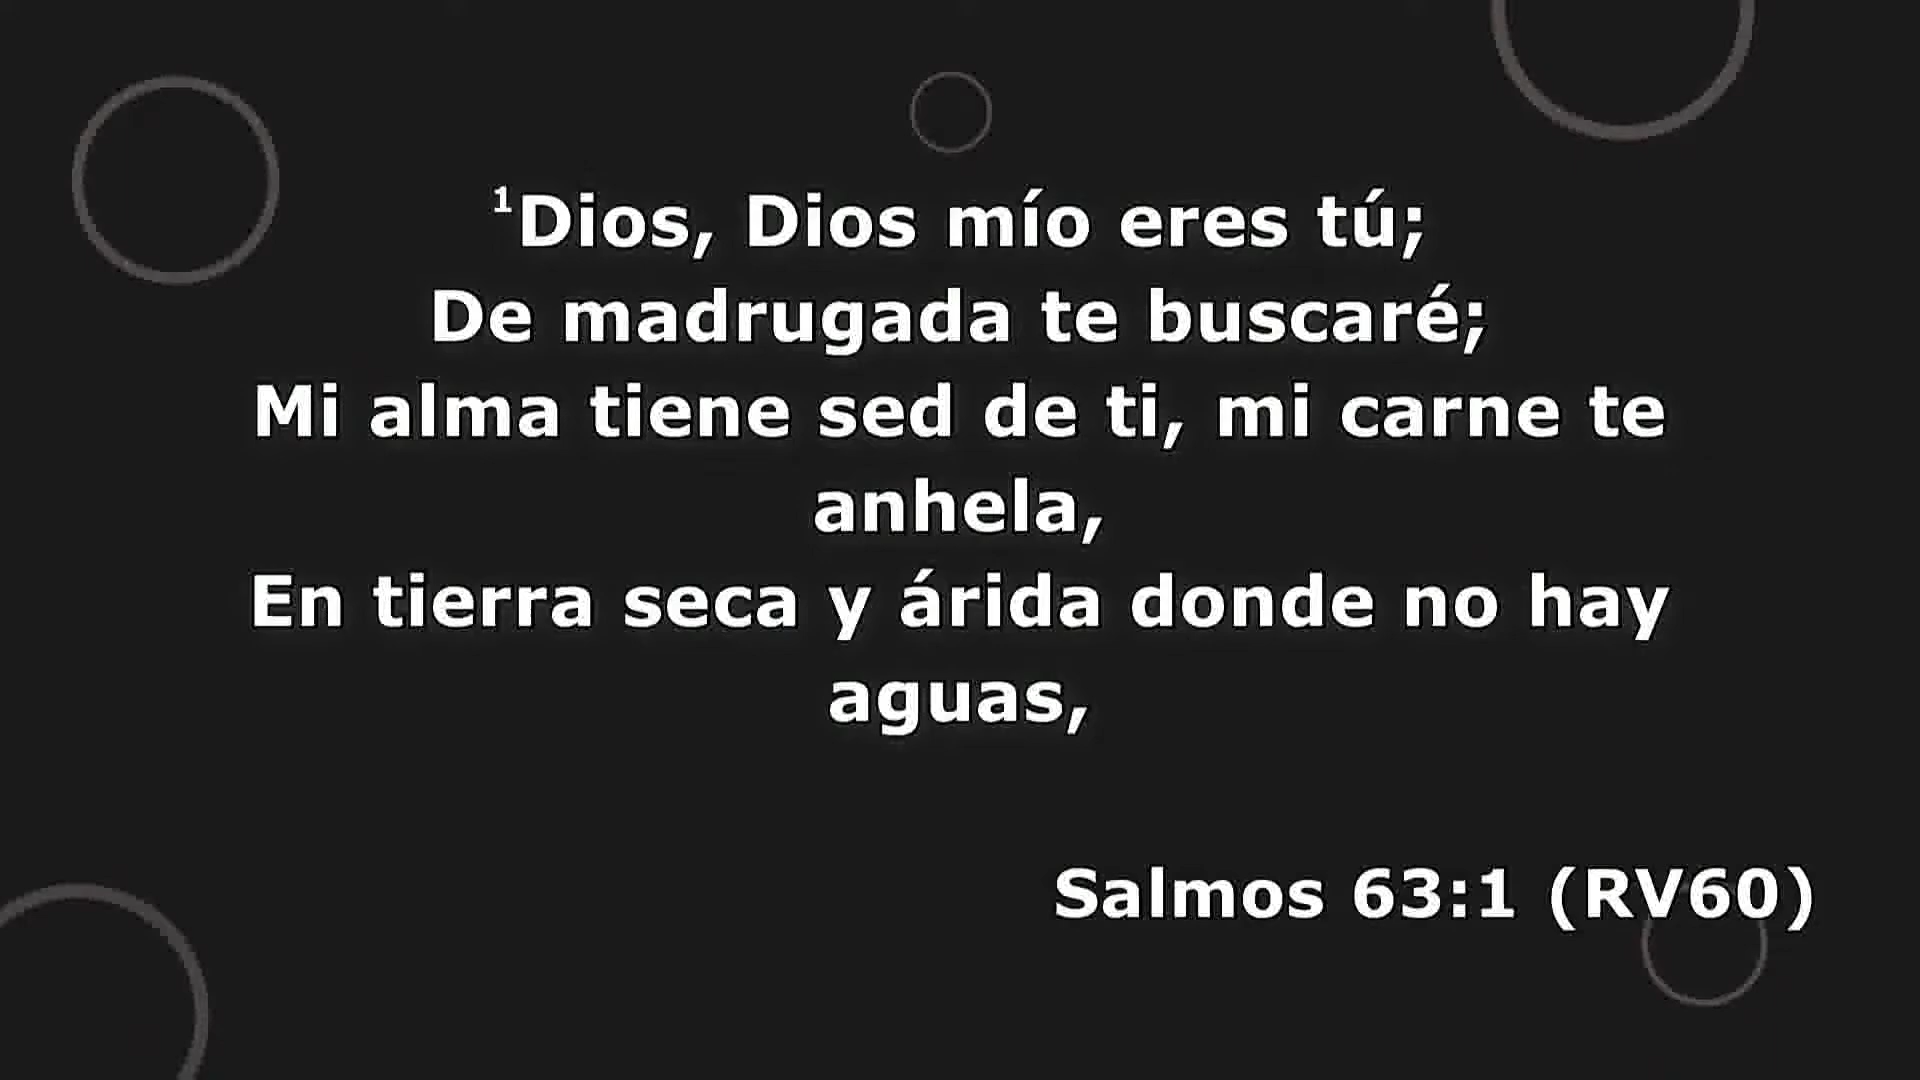 ¹Dios, Dios mío eres tú;
De madrugada te buscaré;
Mi alma tiene sed de ti, mi carne te
anhela,
En tierra seca y árida donde no hay
aguas,
Salmos 63:1 (RV60)